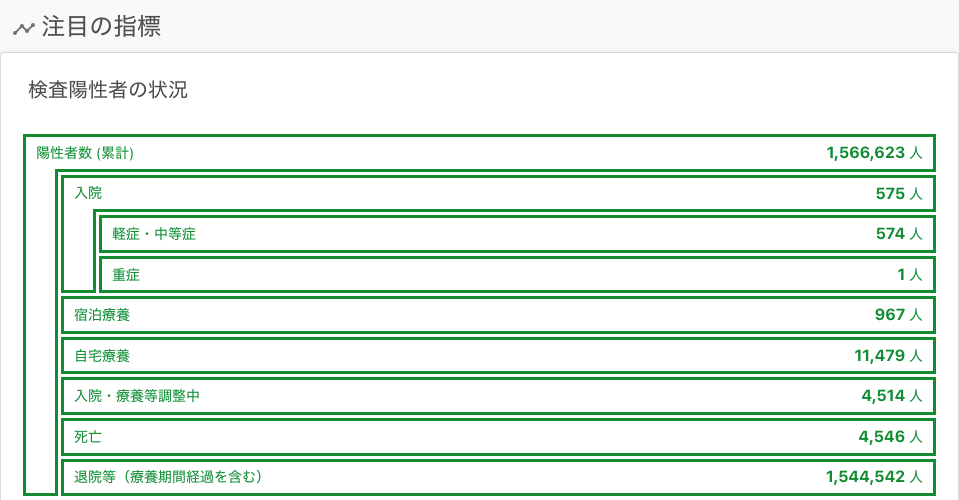 注目の指標
検査陽性者の状況
陽性者数 (累計) 1,566,623 人
入院 575 人
軽症・中等症 574 人
重症 1 人
宿泊療養 967 人
自宅療養 11,479 人
入院・療養等調整中 4,514 人
死亡 4,546 人
退院等（療養期間経過を含む） 1,544,542 人